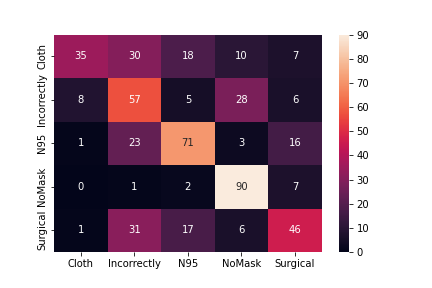 Cloth 35 30 18 10 7
Incorrectly 8 57 5 28 6
N95 1 23 71 3 16
NoMask 0 1 2 90 7
Surgical 1 31 17 6 46
Cloth Incorrectly N95 NoMask Surgical
90
80
70
60
50
40
30
20
10
0